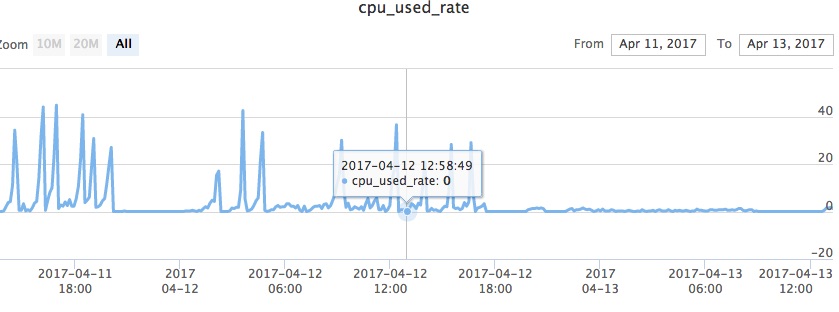 cpu_used_rate
Zoom 10M 20M All From Apr 11, 2017 To Apr 13, 2017
40
2017-04-12 12:58:49
cpu_used_rate: 0
20
0
-20
2017-04-11 2017 2017-04-12 2017-04-12 2017-04-12 2017 2017-04-13 2017-04-13
18:00 04-12 06:00 12:00 18:00 04-13 06:00 12:00